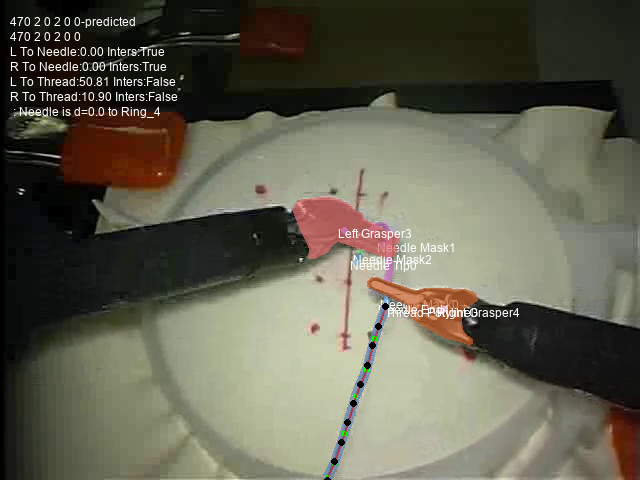 470 2 0 2 0 0-predicted
470 2 0 2 0 0
L To Needle:0.00 Inters:True
R To Needle:0.00 Inters:True
L To Thread:50.81 Inters:False
R To Thread:10.90 Inters:False
: Needle is d=0.0 to Ring_4
Left Grasper3
Needle Mask1
Needle Mask2
Needle Tip0
Grasper4